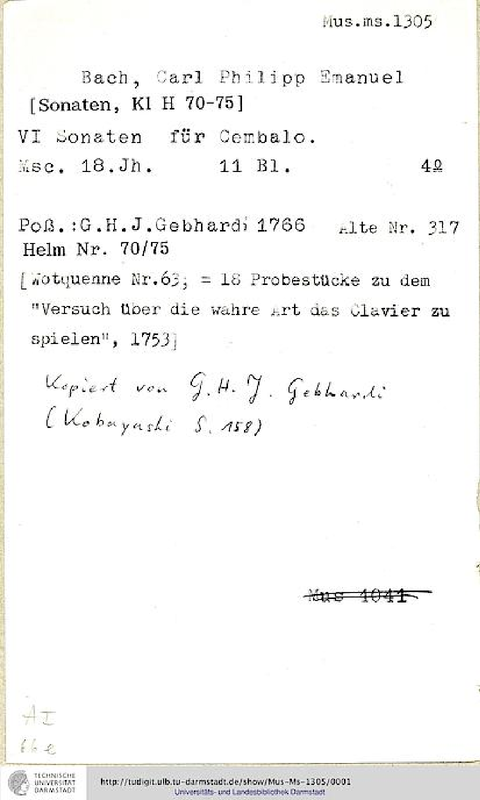 Mus.ms.1305
Bach, Carl Philipp Emanuel
[Sonaten, Kl H 70-75]
VI Sonaten für Cembalo.
Msc. 18.Jh. 11 Bl. 4º
Poß.:G.H.J.Gebhardi 1766 Alte Nr. 317
Helm Nr. 70/75
[Wotquenne Nr.63; = 18 Probestücke zu dem
"Versuch über die wahre Art das Clavier zu
spielen", 1753]
Kopiert von G. H. J. Gebhardi
(Kobayashi S. 158)
Mus 1041
AI
66 e
TECHNISCHE
UNIVERSITÄT
DARMSTADT
http://tudigit.ulb.tu-darmstadt.de/show/Mus-Ms-1305/0001
Universitäts- und Landesbibliothek Darmstadt